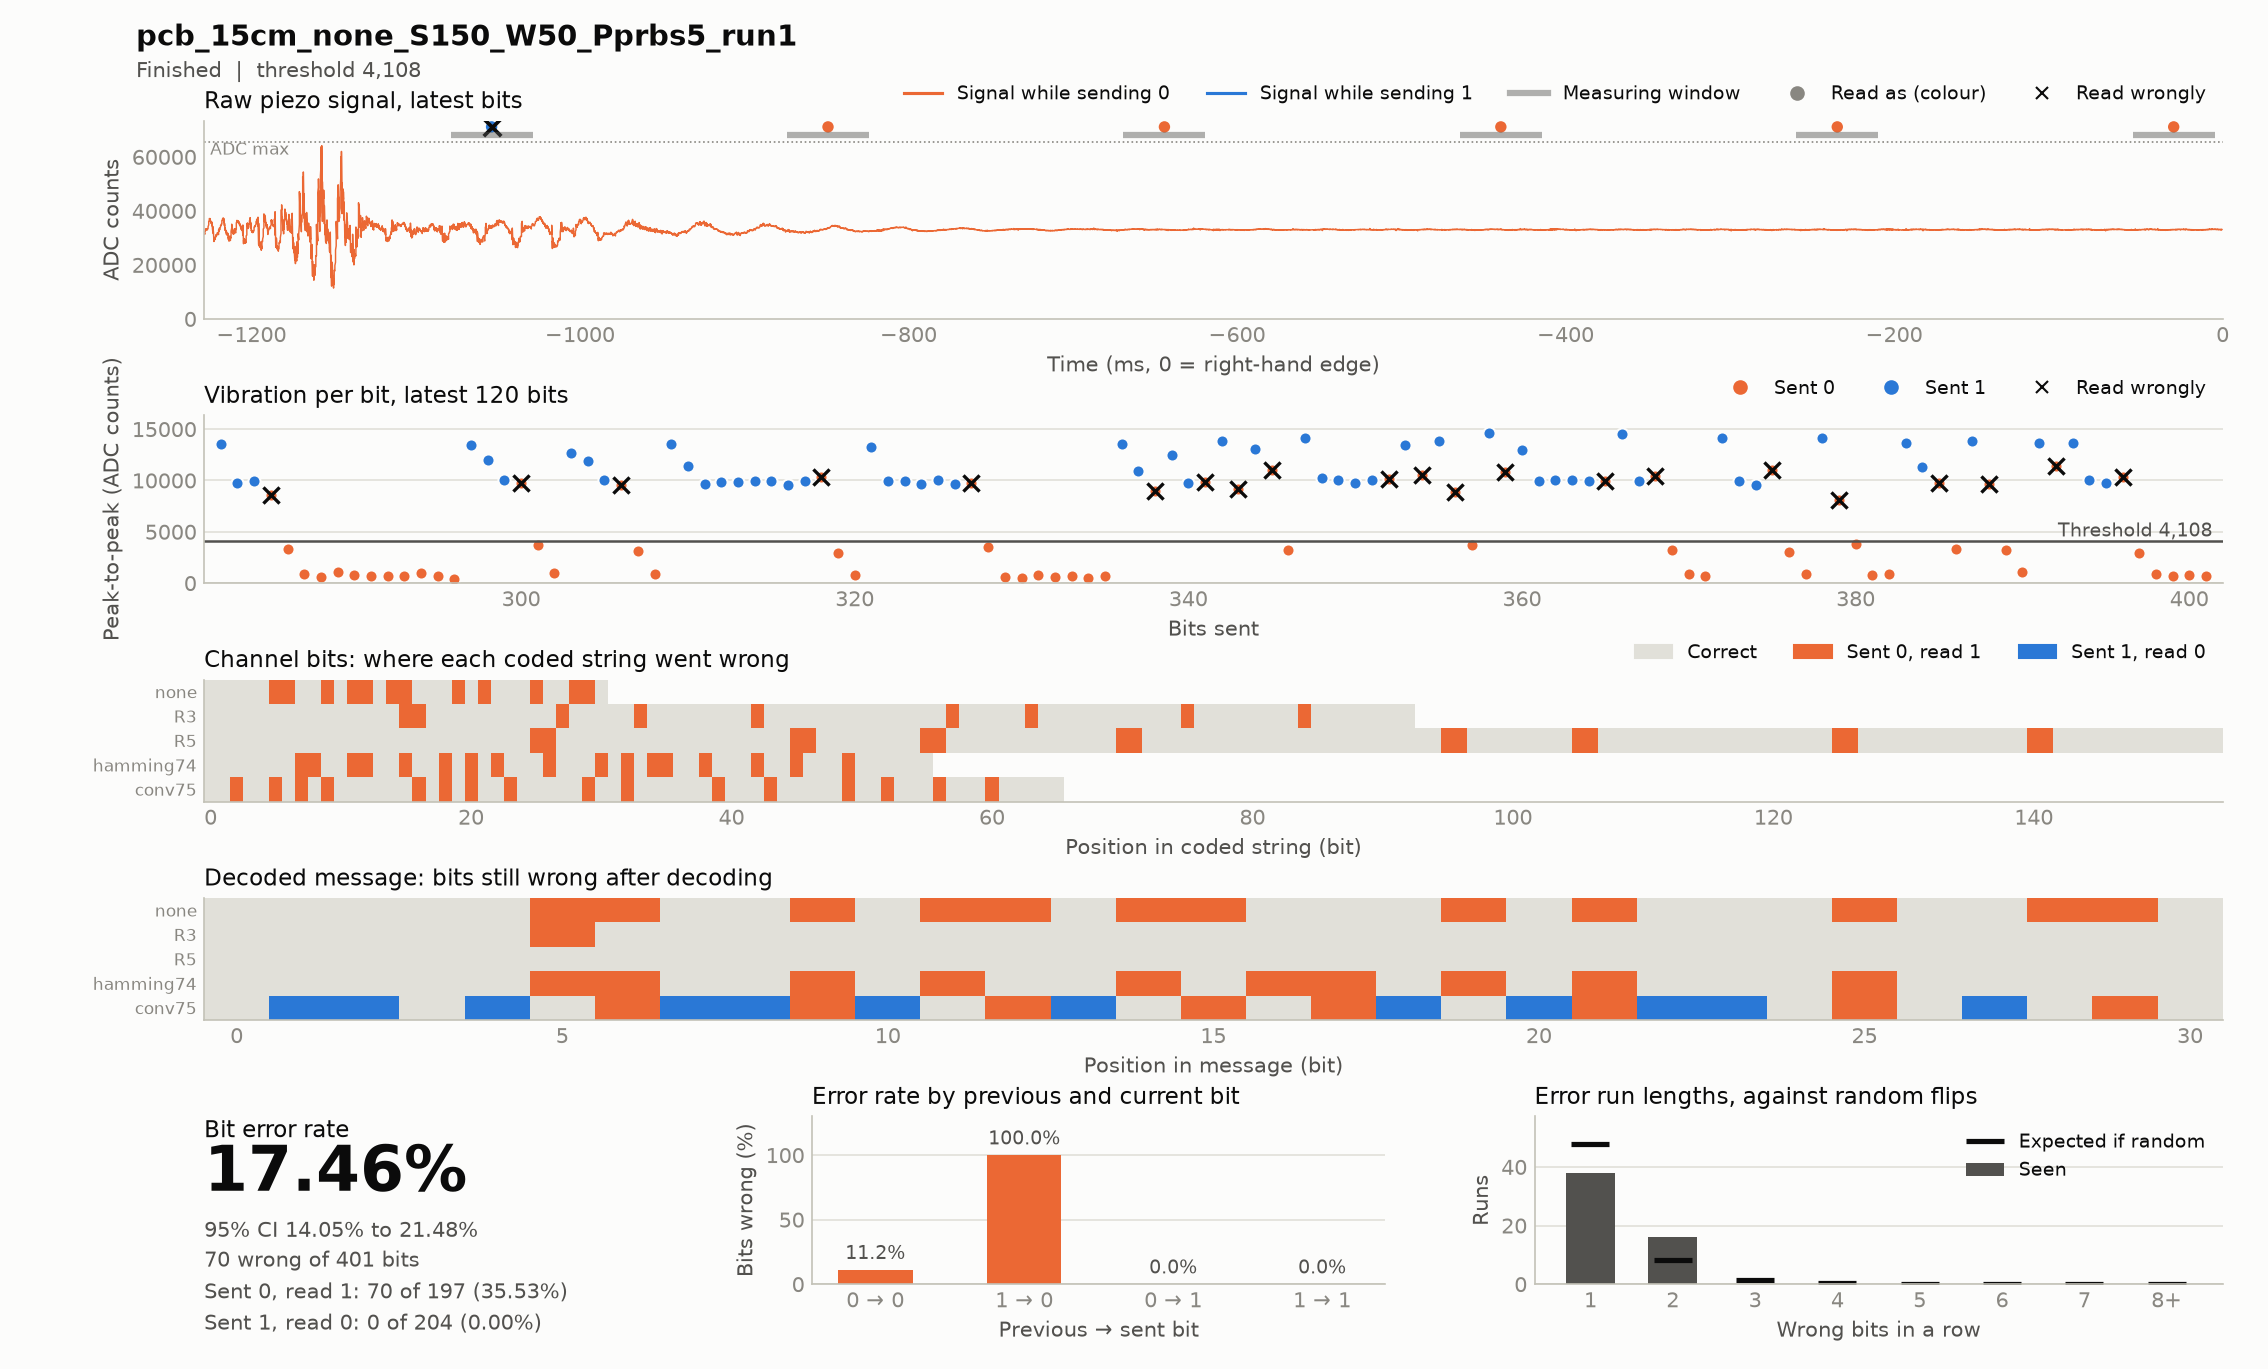 pcb_15cm_none_S150_W50_Pprbs5_run1
Finished | threshold 4,108
Raw piezo signal, latest bits
Signal while sending 0
Signal while sending 1
Measuring window
Read as (colour)
Read wrongly
ADC max
ADC counts
60000
40000
20000
0
−1200
−1000
−800
−600
−400
−200
0
Time (ms, 0 = right-hand edge)
Vibration per bit, latest 120 bits
Sent 0
Sent 1
Read wrongly
Peak-to-peak (ADC counts)
15000
10000
5000
0
Threshold 4,108
300
320
340
360
380
400
Bits sent
Channel bits: where each coded string went wrong
Correct
Sent 0, read 1
Sent 1, read 0
none
R3
R5
hamming74
conv75
0
20
40
60
80
100
120
140
Position in coded string (bit)
Decoded message: bits still wrong after decoding
none
R3
R5
hamming74
conv75
0
5
10
15
20
25
30
Position in message (bit)
Bit error rate
17.46%
95% CI 14.05% to 21.48%
70 wrong of 401 bits
Sent 0, read 1: 70 of 197 (35.53%)
Sent 1, read 0: 0 of 204 (0.00%)
Error rate by previous and current bit
Bits wrong (%)
100
50
0
11.2%
100.0%
0.0%
0.0%
0 → 0
1 → 0
0 → 1
1 → 1
Previous → sent bit
Error run lengths, against random flips
Expected if random
Seen
Runs
40
20
0
1
2
3
4
5
6
7
8+
Wrong bits in a row